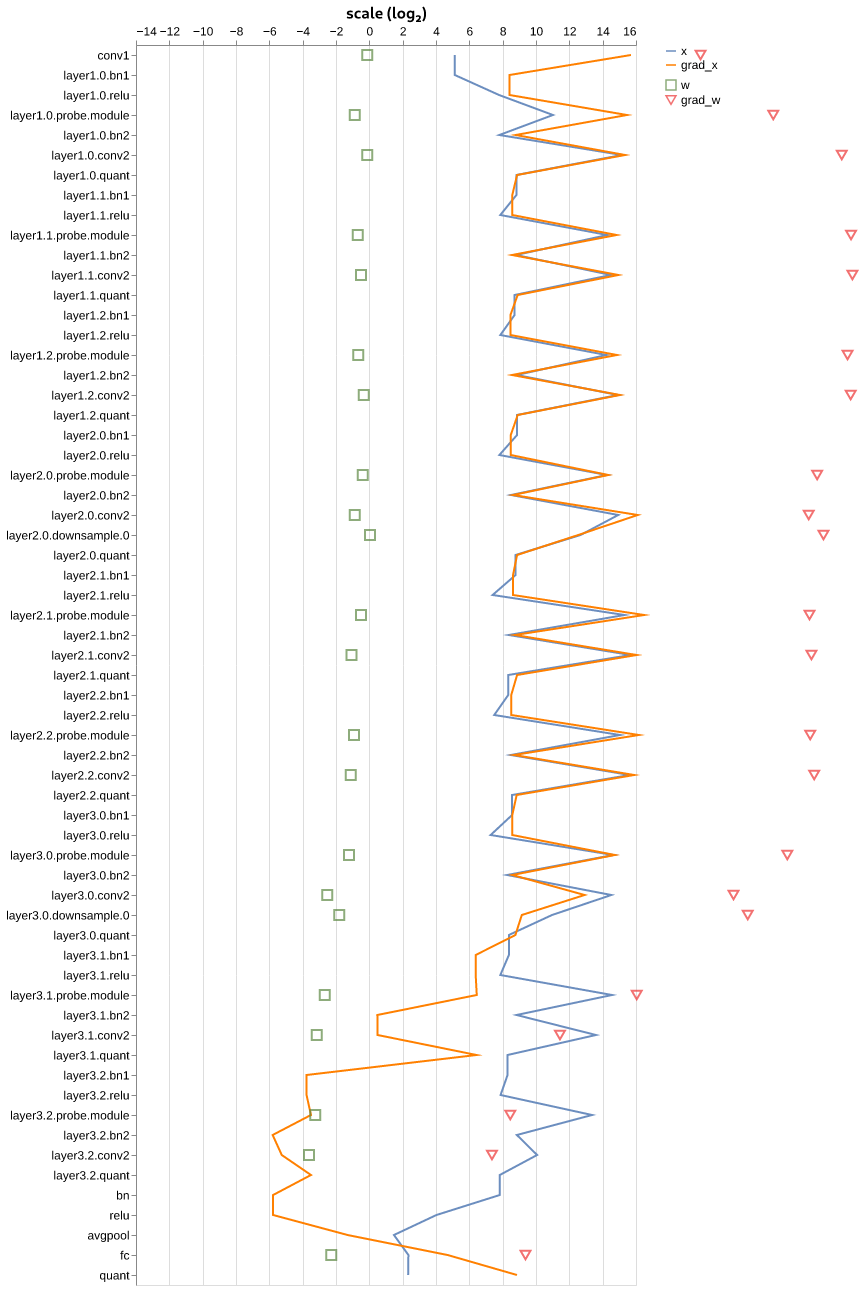 scale (log₂)
−14 −12 −10 −8 −6 −4 −2 0 2 4 6 8 10 12 14 16
conv1
layer1.0.bn1
layer1.0.relu
layer1.0.probe.module
layer1.0.bn2
layer1.0.conv2
layer1.0.quant
layer1.1.bn1
layer1.1.relu
layer1.1.probe.module
layer1.1.bn2
layer1.1.conv2
layer1.1.quant
layer1.2.bn1
layer1.2.relu
layer1.2.probe.module
layer1.2.bn2
layer1.2.conv2
layer1.2.quant
layer2.0.bn1
layer2.0.relu
layer2.0.probe.module
layer2.0.bn2
layer2.0.conv2
layer2.0.downsample.0
layer2.0.quant
layer2.1.bn1
layer2.1.relu
layer2.1.probe.module
layer2.1.bn2
layer2.1.conv2
layer2.1.quant
layer2.2.bn1
layer2.2.relu
layer2.2.probe.module
layer2.2.bn2
layer2.2.conv2
layer2.2.quant
layer3.0.bn1
layer3.0.relu
layer3.0.probe.module
layer3.0.bn2
layer3.0.conv2
layer3.0.downsample.0
layer3.0.quant
layer3.1.bn1
layer3.1.relu
layer3.1.probe.module
layer3.1.bn2
layer3.1.conv2
layer3.1.quant
layer3.2.bn1
layer3.2.relu
layer3.2.probe.module
layer3.2.bn2
layer3.2.conv2
layer3.2.quant
bn
relu
avgpool
fc
quant
x
grad_x
w
grad_w